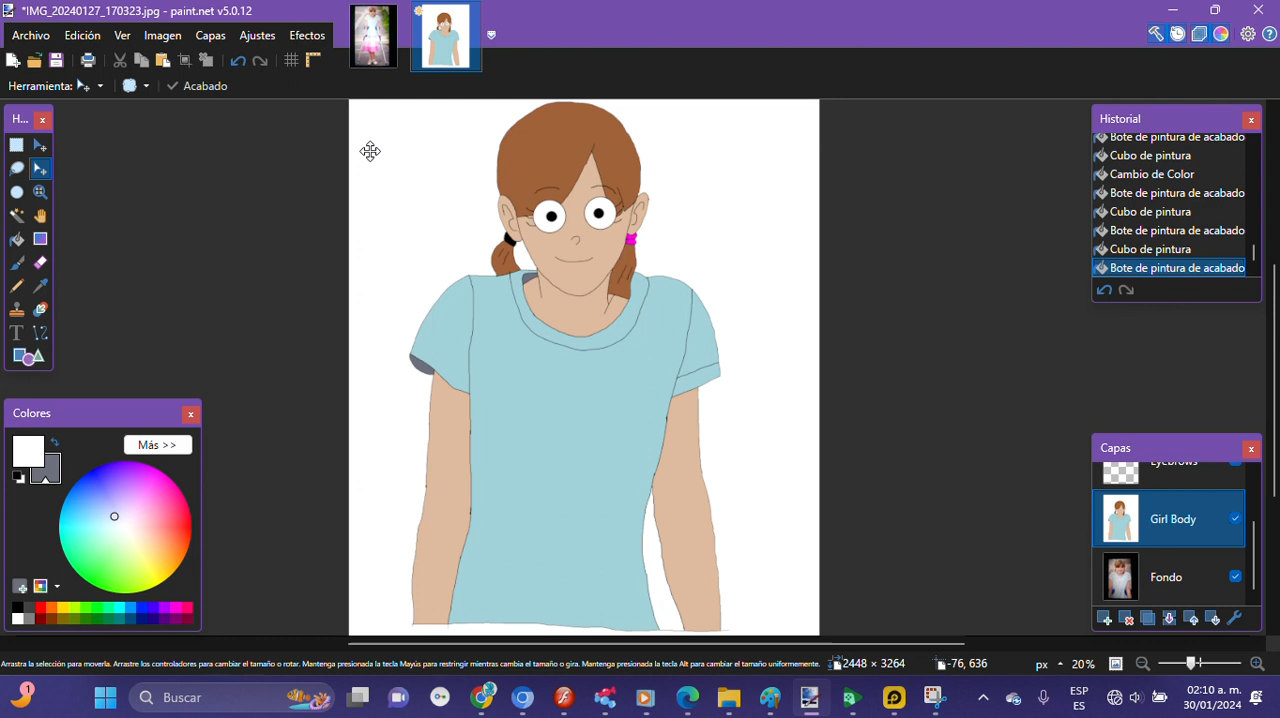 *IMG_20240127_170323.jpg - paint.net v5.0.12
Archivo Edición Ver Imagen Capas Ajustes Efectos
Herramienta: Acabado
H... x
Historial x
Bote de pintura de acabado
Cubo de pintura
Cambio de Color
Bote de pintura de acabado
Cubo de pintura
Bote de pintura de acabado
Cubo de pintura
Bote de pintura de acabado
Colores x
Más >>
Capas x
Eyebrows
Girl Body
Fondo
Arrastra la selección para moverla. Arrastre los controladores para cambiar el tamaño o rotar. Mantenga presionada la tecla Mayús para restringir mientras cambia el tamaño o gira. Mantenga presionada la tecla Alt para cambiar el tamaño uniformemente. 2448 × 3264 -76, 636 px 20%
1 Buscar ESP ES 02:10 a. m. 30/01/2024